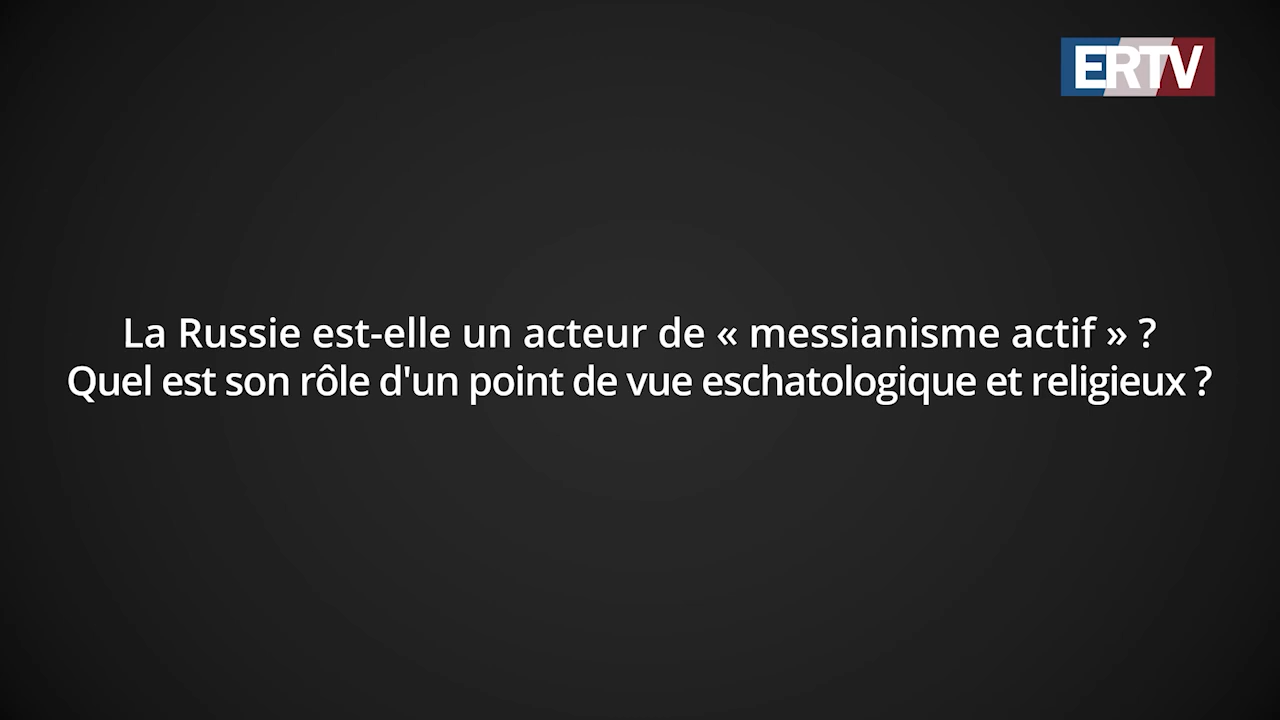 ERTV
La Russie est-elle un acteur de « messianisme actif » ?
Quel est son rôle d'un point de vue eschatologique et religieux ?